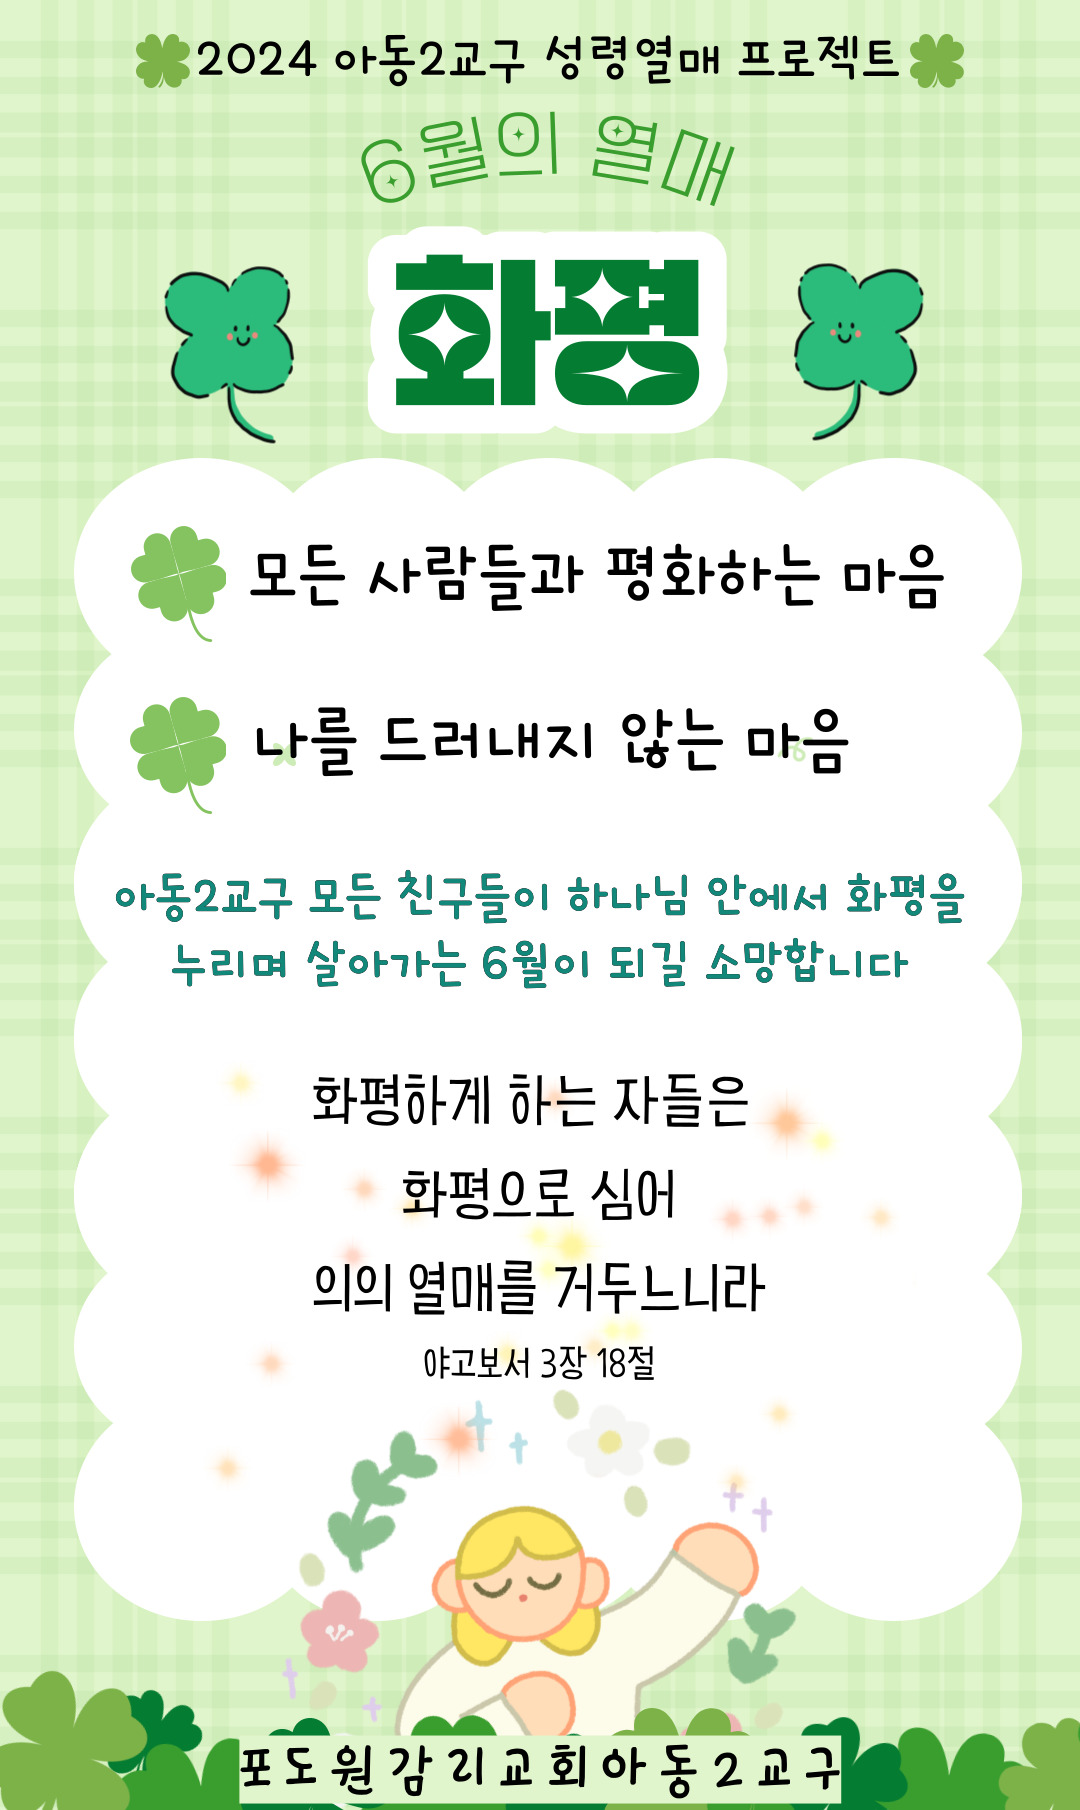 2024 아동2교구 성령열매 프로젝트
6월의 열매
화평
모든 사람들과 평화하는 마음
나를 드러내지 않는 마음
아동2교구 모든 친구들이 하나님 안에서 화평을
누리며 살아가는 6월이 되길 소망합니다
화평하게 하는 자들은
화평으로 심어
의의 열매를 거두느니라
야고보서 3장 18절
포도원감리교회아동2교구